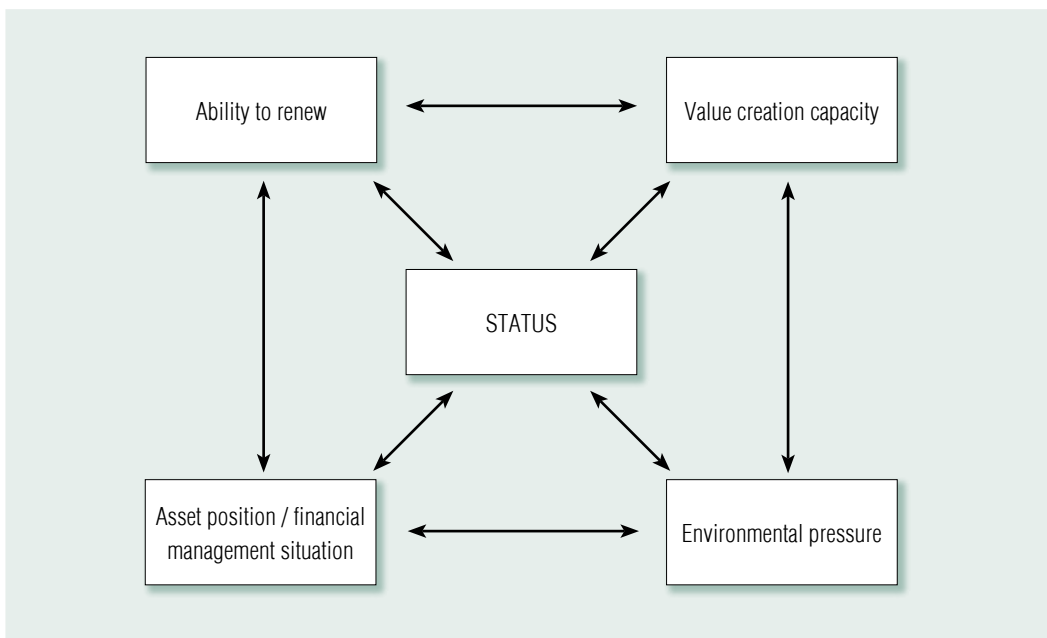 Ability to renew
Value creation capacity
STATUS
Asset position / financial
management situation
Environmental pressure